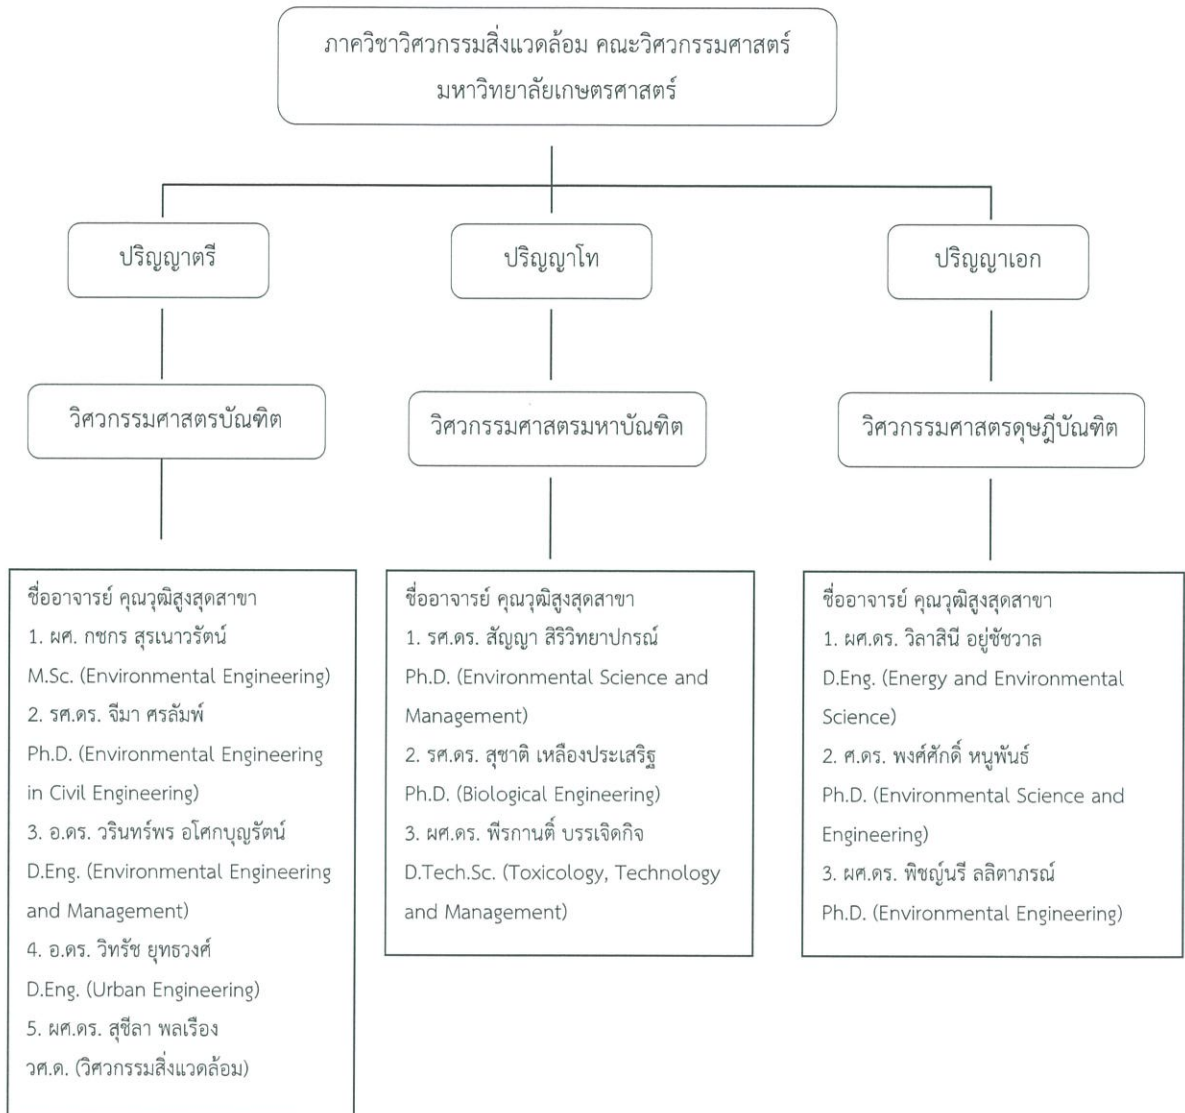 ภาควิชาวิศวกรรมสิ่งแวดล้อม คณะวิศวกรรมศาสตร์
มหาวิทยาลัยเกษตรศาสตร์
ปริญญาตรี
ปริญญาโท
ปริญญาเอก
วิศวกรรมศาสตรบัณฑิต
วิศวกรรมศาสตรมหาบัณฑิต
วิศวกรรมศาสตรดุษฎีบัณฑิต
ชื่ออาจารย์ คุณวุฒิสูงสุดสาขา
1. ผศ. กชกร สุรเนาวรัตน์
M.Sc. (Environmental Engineering)
2. รศ.ดร. จีมา ศรลัมพ์
Ph.D. (Environmental Engineering
in Civil Engineering)
3. อ.ดร. วรินทร์พร อโศกบุญรัตน์
D.Eng. (Environmental Engineering
and Management)
4. อ.ดร. วิทรัช ยุทธวงศ์
D.Eng. (Urban Engineering)
5. ผศ.ดร. สุชีลา พลเรือง
วศ.ด. (วิศวกรรมสิ่งแวดล้อม)
ชื่ออาจารย์ คุณวุฒิสูงสุดสาขา
1. รศ.ดร. สัญญา สิริวิทยาปกรณ์
Ph.D. (Environmental Science and
Management)
2. รศ.ดร. สุชาติ เหลืองประเสริฐ
Ph.D. (Biological Engineering)
3. ผศ.ดร. พีรกานติ์ บรรเจิดกิจ
D.Tech.Sc. (Toxicology, Technology
and Management)
ชื่ออาจารย์ คุณวุฒิสูงสุดสาขา
1. ผศ.ดร. วิลาสินี อยู่ชัชวาล
D.Eng. (Energy and Environmental
Science)
2. ศ.ดร. พงศ์ศักดิ์ หนูพันธ์
Ph.D. (Environmental Science and
Engineering)
3. ผศ.ดร. พิชญ์นรี ลลิตาภรณ์
Ph.D. (Environmental Engineering)